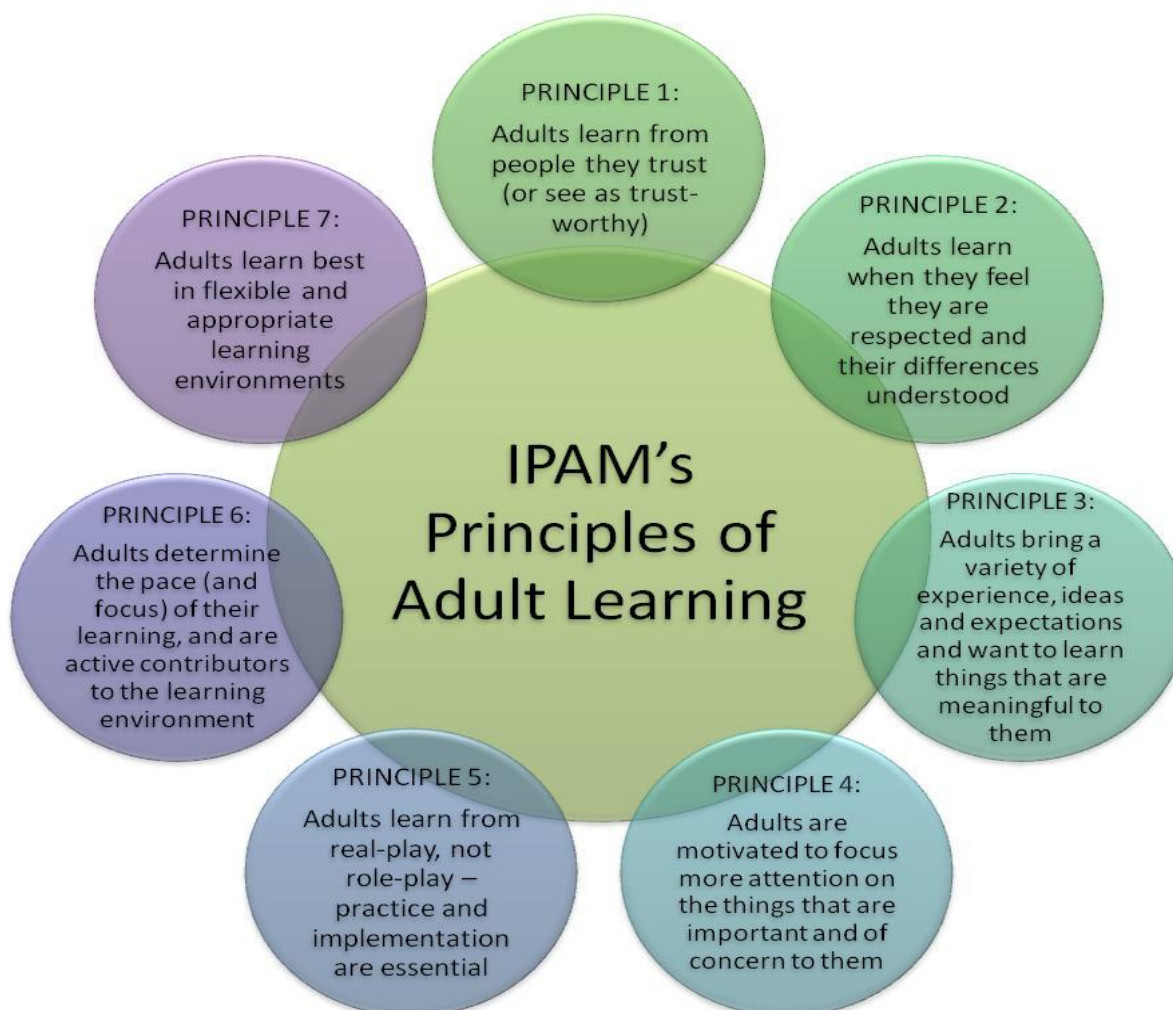 PRINCIPLE 1:
Adults learn from
people they trust
(or see as trust-
worthy)
PRINCIPLE 2:
Adults learn
when they feel
they are
respected and
their differences
understood
PRINCIPLE 3:
Adults bring a
variety of
experience, ideas
and expectations
and want to learn
things that are
meaningful to
them
PRINCIPLE 4:
Adults are
motivated to focus
more attention on
the things that are
important and of
concern to them
PRINCIPLE 5:
Adults learn from
real-play, not
role-play –
practice and
implementation
are essential
PRINCIPLE 6:
Adults determine
the pace (and
focus) of their
learning, and are
active contributors
to the learning
environment
PRINCIPLE 7:
Adults learn best
in flexible and
appropriate
learning
environments
IPAM’s
Principles of
Adult Learning